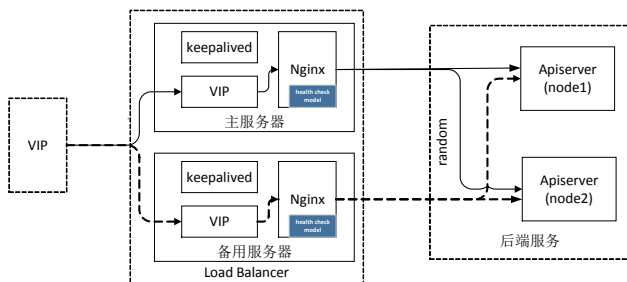 VIP
keepalived
VIP
Nginx
health check
model
主服务器
keepalived
VIP
Nginx
health check
model
备用服务器
Load Balancer
random
Apiserver
(node1)
Apiserver
(node2)
后端服务